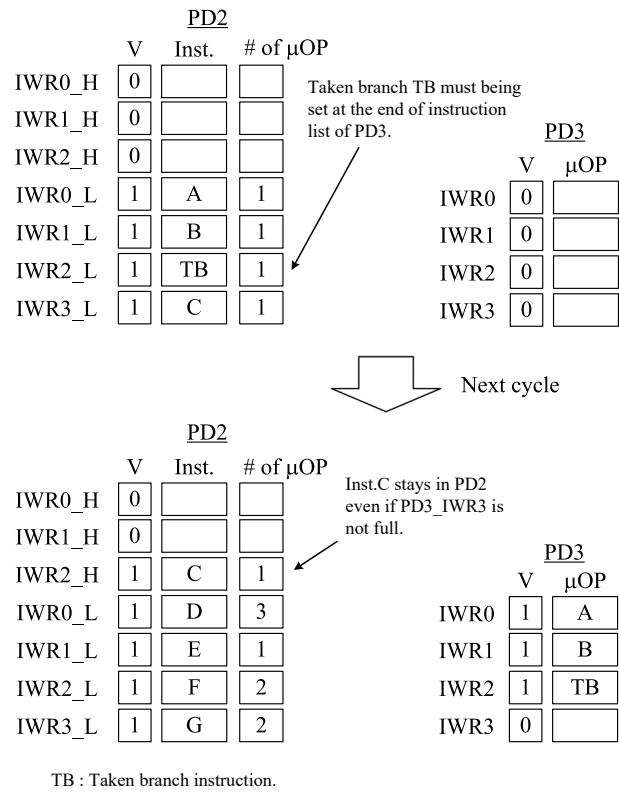 PD2
V Inst. # of μOP
IWR0_H 0
IWR1_H 0
IWR2_H 0
IWR0_L 1 A 1
IWR1_L 1 B 1
IWR2_L 1 TB 1
IWR3_L 1 C 1
Taken branch TB must being
set at the end of instruction
list of PD3.
PD3
V μOP
IWR0 0
IWR1 0
IWR2 0
IWR3 0
Next cycle
PD2
V Inst. # of μOP
IWR0_H 0
IWR1_H 0
IWR2_H 1 C 1
IWR0_L 1 D 3
IWR1_L 1 E 1
IWR2_L 1 F 2
IWR3_L 1 G 2
Inst.C stays in PD2
even if PD3_IWR3 is
not full.
PD3
V μOP
IWR0 1 A
IWR1 1 B
IWR2 1 TB
IWR3 0
TB : Taken branch instruction.